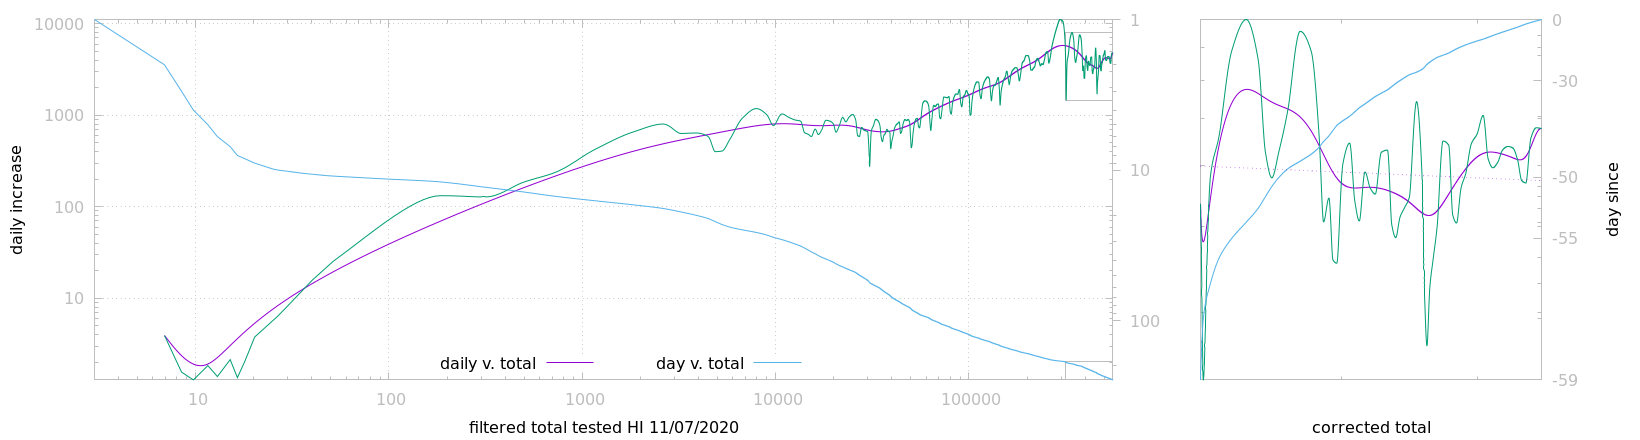 10000
1000
100
10
daily increase
10
100
1000
10000
100000
filtered total tested HI 11/07/2020
daily v. total
day v. total
1
10
100
0
-30
-50
-55
-59
day since
corrected total